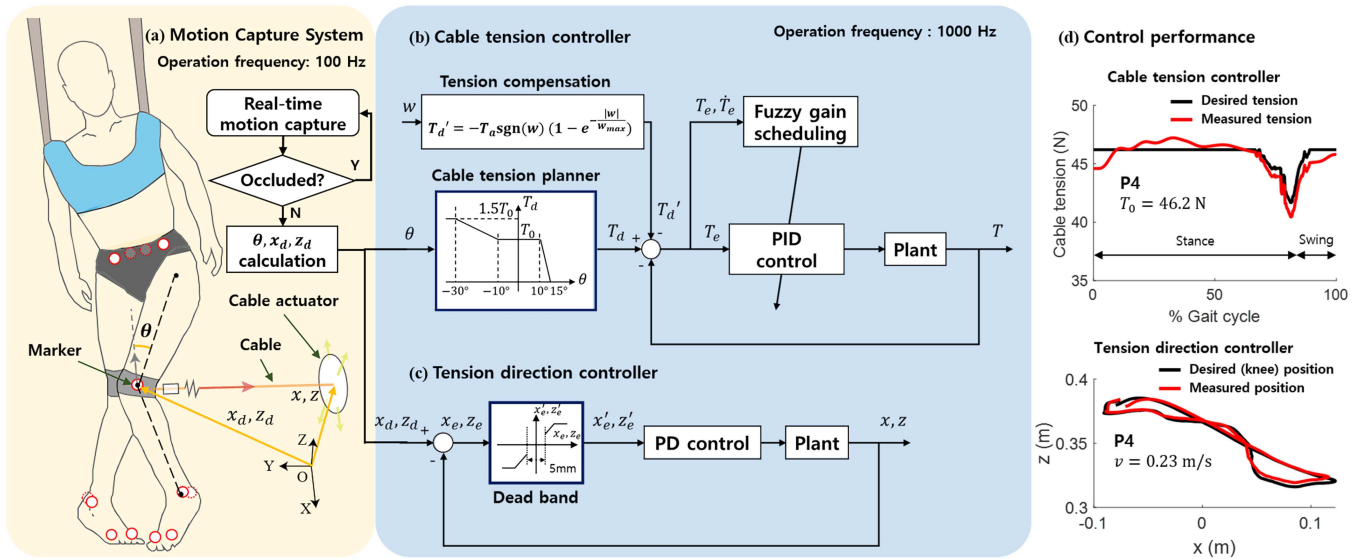 (a) Motion Capture System
Operation frequency: 100 Hz
Real-time
motion capture
Occluded?
Y
N
θ, x_d, z_d
calculation
Cable actuator
Cable
Marker
θ
x, z
x_d, z_d
Z
Y
O
X
(b) Cable tension controller
Operation frequency : 1000 Hz
Tension compensation
w
T_d′ = −T_a sgn(w) (1 − e^(−|w|/w_max))
T_e, Ṫ_e
Fuzzy gain
scheduling
Cable tension planner
θ
1.5T_0
T_d
T_0
θ
−30°
−10°
10°
15°
T_d
+
T_d′
-
-
T_e
PID
control
Plant
T
(c) Tension direction controller
x_d, z_d
+
-
x_e, z_e
x_e′, z_e′
x_e, z_e
5mm
Dead band
x_e′, z_e′
PD control
Plant
x, z
(d) Control performance
Cable tension controller
50
45
40
35
Cable tension (N)
Desired tension
Measured tension
P4
T_0 = 46.2 N
Stance
Swing
0
50
100
% Gait cycle
Tension direction controller
0.4
0.35
0.3
z (m)
Desired (knee) position
Measured position
P4
v = 0.23 m/s
-0.1
0
0.1
x (m)